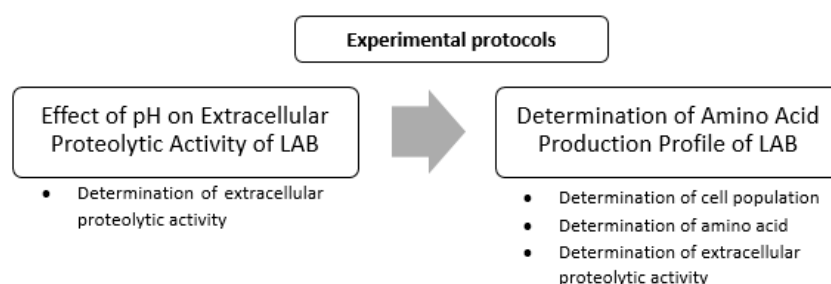 Experimental protocols
Effect of pH on Extracellular
Proteolytic Activity of LAB
• Determination of extracellular
proteolytic activity
Determination of Amino Acid
Production Profile of LAB
• Determination of cell population
• Determination of amino acid
• Determination of extracellular
proteolytic activity